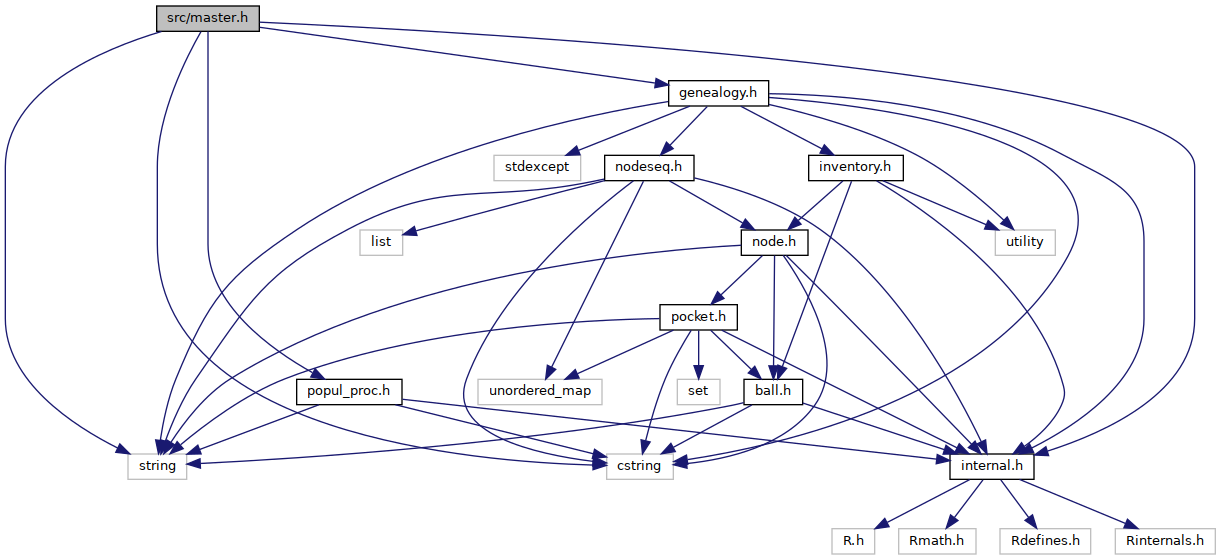 src/master.h
genealogy.h
stdexcept
nodeseq.h
inventory.h
list
node.h
utility
pocket.h
popul_proc.h
unordered_map
set
ball.h
string
cstring
internal.h
R.h
Rmath.h
Rdefines.h
Rinternals.h